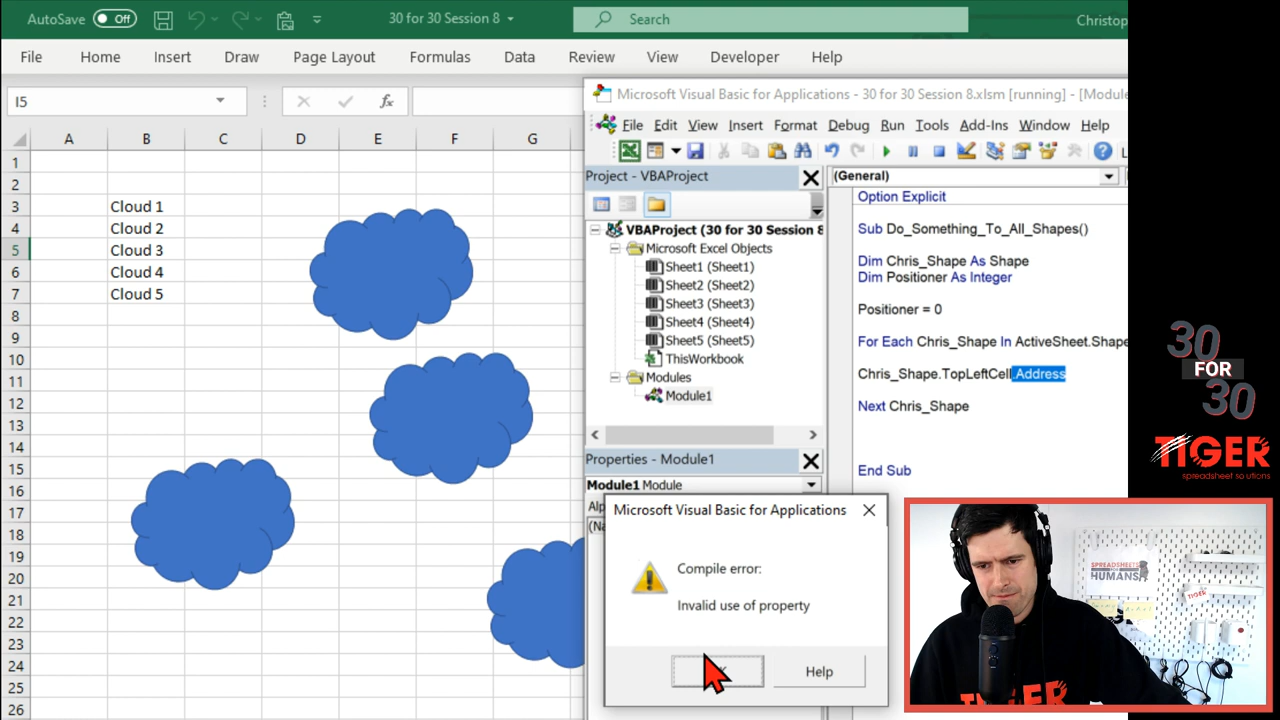 AutoSave Off 30 for 30 Session 8 Search Christop
File Home Insert Draw Page Layout Formulas Data Review View Developer Help
I5 fx
A B C D E F G
1
2
3 Cloud 1
4 Cloud 2
5 Cloud 3
6 Cloud 4
7 Cloud 5
8
9
10
11
12
13
14
15
16
17
18
19
20
21
22
23
24
25
26
Microsoft Visual Basic for Applications - 30 for 30 Session 8.xlsm [running] - [Module
File Edit View Insert Format Debug Run Tools Add-Ins Window Help
Project - VBAProject
VBAProject (30 for 30 Session 8
Microsoft Excel Objects
Sheet1 (Sheet1)
Sheet2 (Sheet2)
Sheet3 (Sheet3)
Sheet4 (Sheet4)
Sheet5 (Sheet5)
ThisWorkbook
Modules
Module1
Properties - Module1
Module1 Module
Alp
(Na
(General)
Option Explicit
Sub Do_Something_To_All_Shapes()
Dim Chris_Shape As Shape
Dim Positioner As Integer
Positioner = 0
For Each Chris_Shape In ActiveSheet.Shape
Chris_Shape.TopLeftCell.Address
Next Chris_Shape
End Sub
Microsoft Visual Basic for Applications
Compile error:
Invalid use of property
Help
30
FOR
30
TIGER
spreadsheet solutions
SPREADSHEETS
HUMANS
TIGER
TIGER